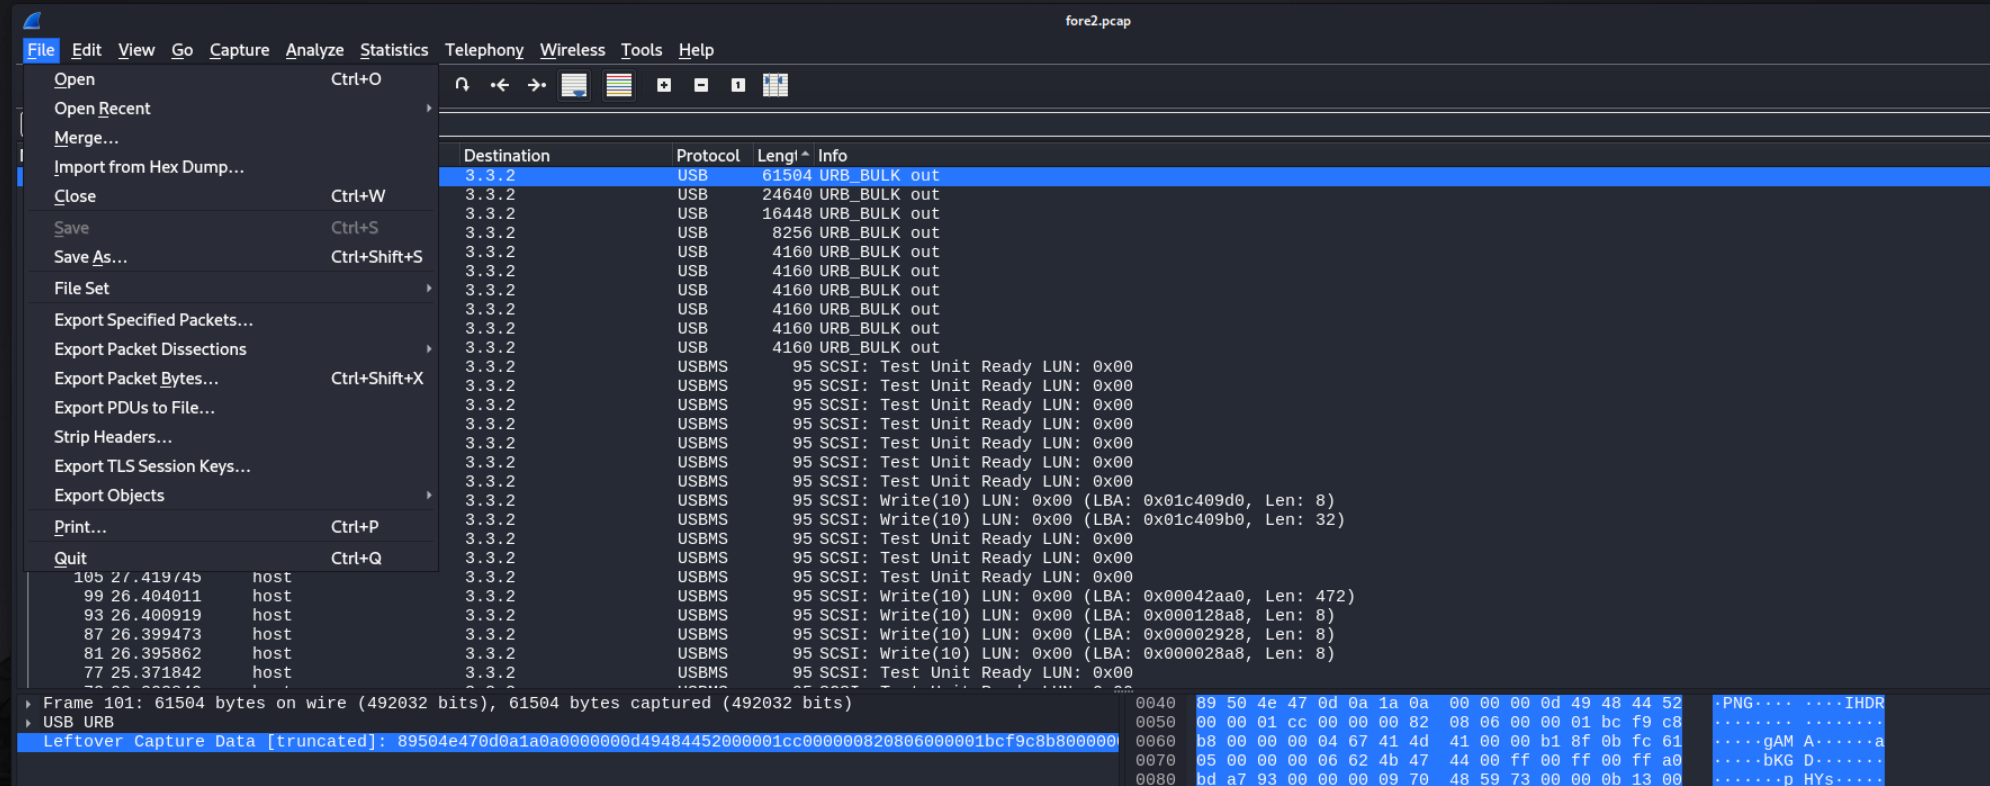 fore2.pcap
File Edit View Go Capture Analyze Statistics Telephony Wireless Tools Help
Open Ctrl+O
Open Recent
Merge...
Import from Hex Dump...
Close Ctrl+W
Save Ctrl+S
Save As... Ctrl+Shift+S
File Set
Export Specified Packets...
Export Packet Dissections
Export Packet Bytes... Ctrl+Shift+X
Export PDUs to File...
Strip Headers...
Export TLS Session Keys...
Export Objects
Print... Ctrl+P
Quit Ctrl+Q
Destination Protocol Lengt Info
3.3.2 USB 61504 URB_BULK out
3.3.2 USB 24640 URB_BULK out
3.3.2 USB 16448 URB_BULK out
3.3.2 USB 8256 URB_BULK out
3.3.2 USB 4160 URB_BULK out
3.3.2 USB 4160 URB_BULK out
3.3.2 USB 4160 URB_BULK out
3.3.2 USB 4160 URB_BULK out
3.3.2 USB 4160 URB_BULK out
3.3.2 USB 4160 URB_BULK out
3.3.2 USBMS 95 SCSI: Test Unit Ready LUN: 0x00
3.3.2 USBMS 95 SCSI: Test Unit Ready LUN: 0x00
3.3.2 USBMS 95 SCSI: Test Unit Ready LUN: 0x00
3.3.2 USBMS 95 SCSI: Test Unit Ready LUN: 0x00
3.3.2 USBMS 95 SCSI: Test Unit Ready LUN: 0x00
3.3.2 USBMS 95 SCSI: Test Unit Ready LUN: 0x00
3.3.2 USBMS 95 SCSI: Test Unit Ready LUN: 0x00
3.3.2 USBMS 95 SCSI: Write(10) LUN: 0x00 (LBA: 0x01c409d0, Len: 8)
3.3.2 USBMS 95 SCSI: Write(10) LUN: 0x00 (LBA: 0x01c409b0, Len: 32)
3.3.2 USBMS 95 SCSI: Test Unit Ready LUN: 0x00
3.3.2 USBMS 95 SCSI: Test Unit Ready LUN: 0x00
105 27.419745 host 3.3.2 USBMS 95 SCSI: Test Unit Ready LUN: 0x00
99 26.404011 host 3.3.2 USBMS 95 SCSI: Write(10) LUN: 0x00 (LBA: 0x00042aa0, Len: 472)
93 26.400919 host 3.3.2 USBMS 95 SCSI: Write(10) LUN: 0x00 (LBA: 0x000128a8, Len: 8)
87 26.399473 host 3.3.2 USBMS 95 SCSI: Write(10) LUN: 0x00 (LBA: 0x00002928, Len: 8)
81 26.395862 host 3.3.2 USBMS 95 SCSI: Write(10) LUN: 0x00 (LBA: 0x000028a8, Len: 8)
77 25.371842 host 3.3.2 USBMS 95 SCSI: Test Unit Ready LUN: 0x00
Frame 101: 61504 bytes on wire (492032 bits), 61504 bytes captured (492032 bits)
USB URB
Leftover Capture Data [truncated]: 89504e470d0a1a0a0000000d49484452000001cc000000820806000001bcf9c8b800000
0040 89 50 4e 47 0d 0a 1a 0a 00 00 00 0d 49 48 44 52 ·PNG···· ····IHDR
0050 00 00 01 cc 00 00 00 82 08 06 00 00 01 bc f9 c8 ········ ········
0060 b8 00 00 00 04 67 41 4d 41 00 00 b1 8f 0b fc 61 ·····gAM A······a
0070 05 00 00 00 06 62 4b 47 44 00 ff 00 ff 00 ff a0 ·····bKG D·······
0080 bd a7 93 00 00 00 09 70 48 59 73 00 00 0b 13 00 ·······p HYs·····